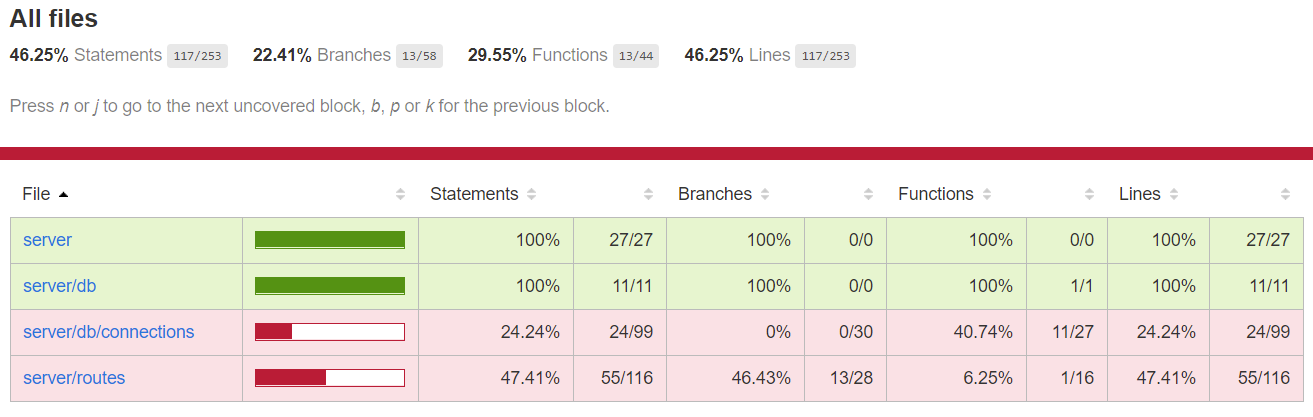 All files
46.25% Statements 117/253 22.41% Branches 13/58 29.55% Functions 13/44 46.25% Lines 117/253
Press n or j to go to the next uncovered block, b, p or k for the previous block.
File Statements Branches Functions Lines
server 100% 27/27 100% 0/0 100% 0/0 100% 27/27
server/db 100% 11/11 100% 0/0 100% 1/1 100% 11/11
server/db/connections 24.24% 24/99 0% 0/30 40.74% 11/27 24.24% 24/99
server/routes 47.41% 55/116 46.43% 13/28 6.25% 1/16 47.41% 55/116